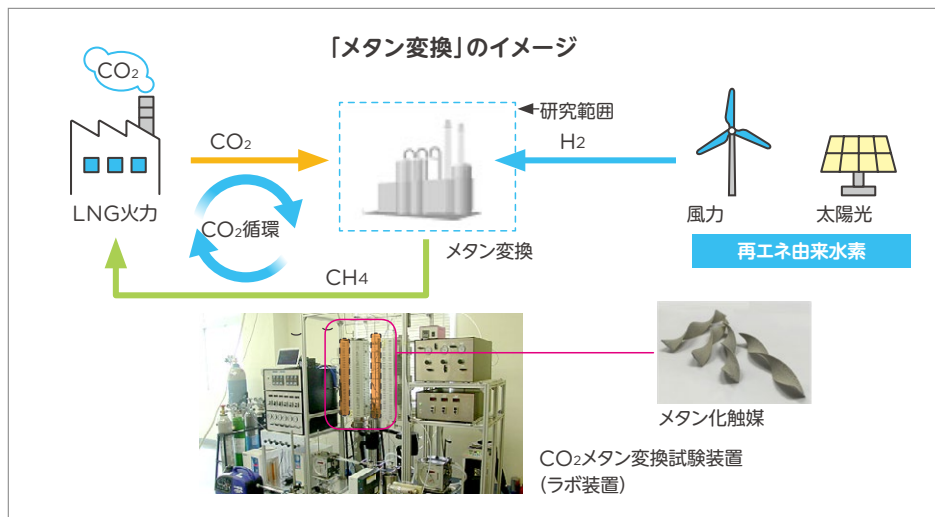 「メタン変換」のイメージ
CO2
研究範囲
CO2
H2
LNG火力
CO2循環
メタン変換
風力
太陽光
再エネ由来水素
CH4
メタン化触媒
CO2メタン変換試験装置
(ラボ装置)